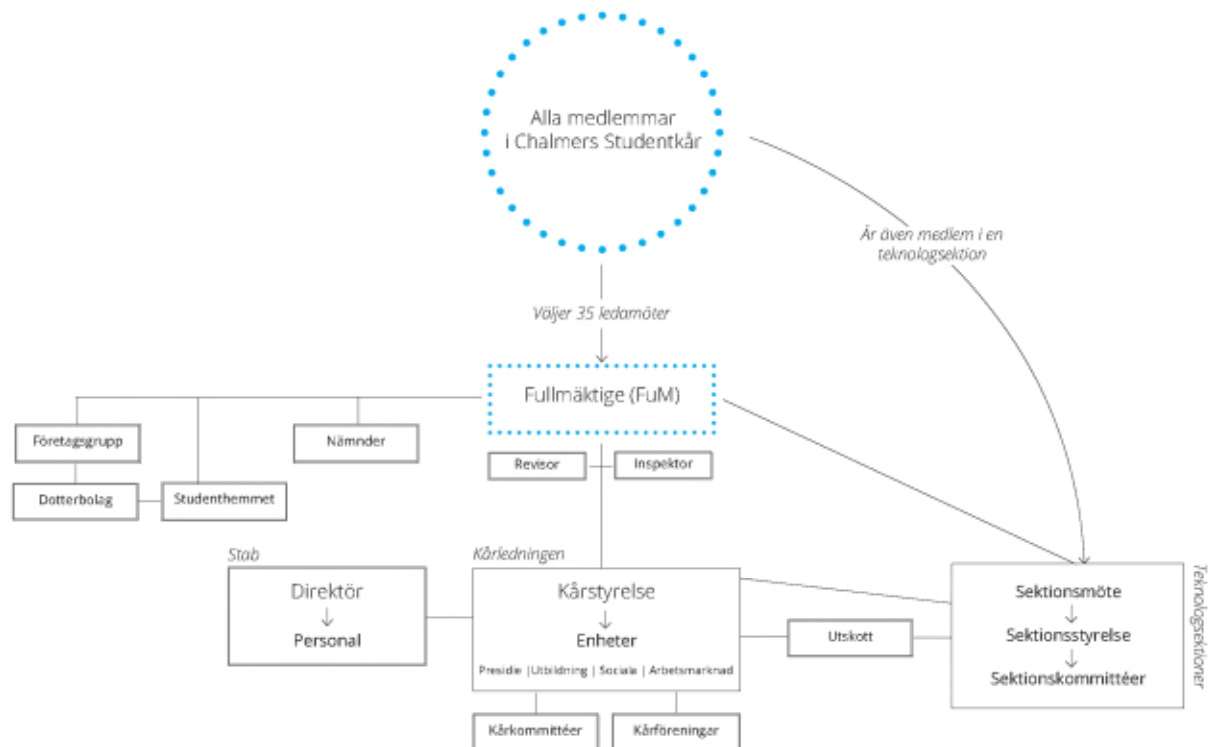 Alla medlemmar
i Chalmers Studentkår
Är även medlem i en
teknologsektion
Väljer 35 ledamöter
Fullmäktige (FuM)
Företagsgrupp
Nämnder
Revisor
Inspektor
Dotterbolag
Studenthemmet
Stab
Direktör
Personal
Kårledningen
Kårstyrelse
Enheter
Presidie | Utbildning | Sociala | Arbetsmarknad
Utskott
Teknologsektioner
Sektionsmöte
Sektionsstyrelse
Sektionskommittéer
Kårkommittéer
Kårföreningar